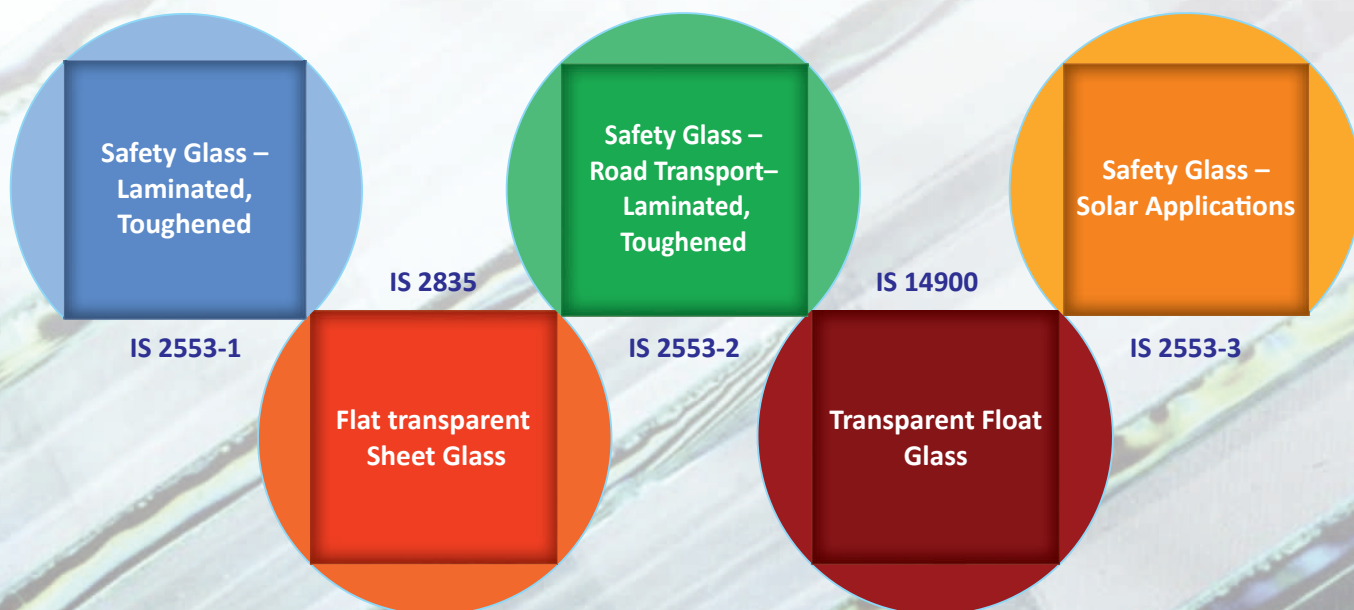 Safety Glass –
Laminated,
Toughened
IS 2553-1
IS 2835
Flat transparent
Sheet Glass
Safety Glass –
Road Transport–
Laminated,
Toughened
IS 2553-2
IS 14900
Transparent Float
Glass
Safety Glass –
Solar Applications
IS 2553-3